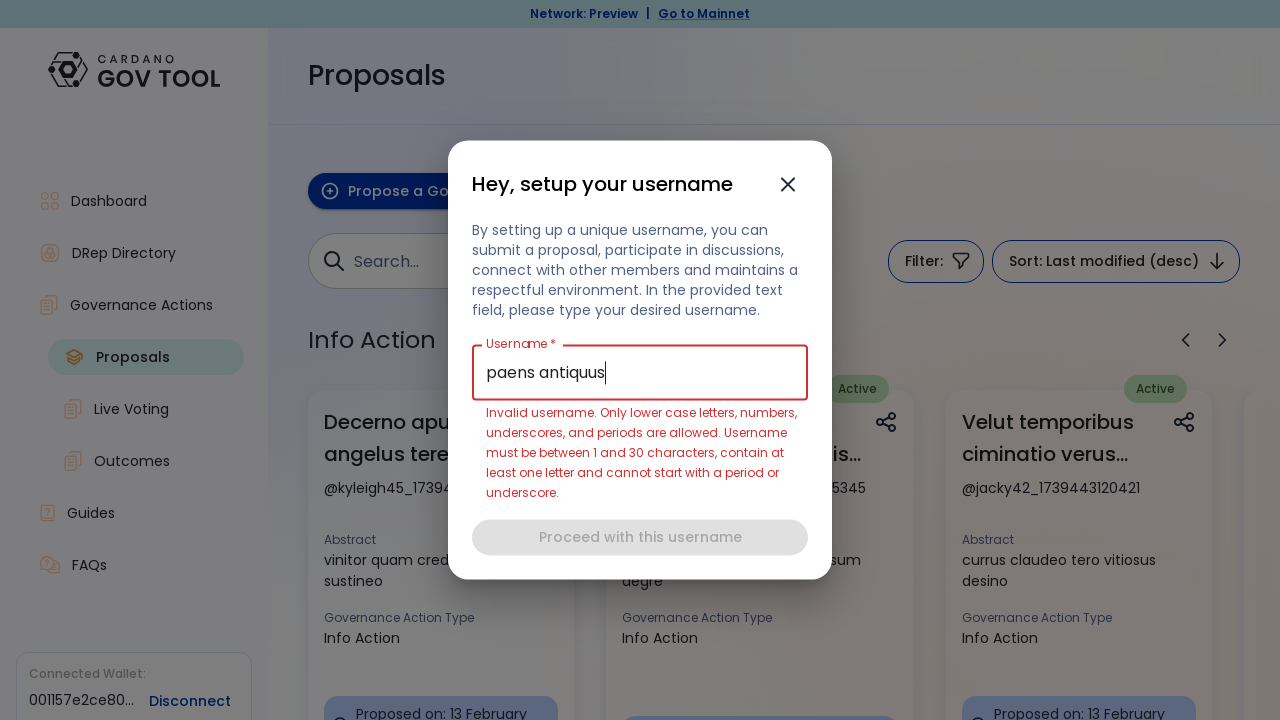 Network: Preview | Go to Mainnet
CARDANO
GOV TOOL
Proposals
Dashboard
DRep Directory
Governance Actions
Proposals
Live Voting
Outcomes
Guides
FAQs
Connected Wallet:
001157e2ce80... Disconnect
Propose a Go
Search...
Filter:
Sort: Last modified (desc)
Info Action
Hey, setup your username
By setting up a unique username, you can
submit a proposal, participate in discussions,
connect with other members and maintains a
respectful environment. In the provided text
field, please type your desired username.
Username *
paens antiquus
Invalid username. Only lower case letters, numbers,
underscores, and periods are allowed. Username
must be between 1 and 30 characters, contain at
least one letter and cannot start with a period or
underscore.
Proceed with this username
Decerno apu
angelus tere
@kyleigh45_17394
Abstract
vinitor quam cred
sustineo
Governance Action Type
Info Action
Proposed on: 13 February
Active
is...
5345
sum
degre
Governance Action Type
Info Action
Active
Velut temporibus
ciminatio verus...
@jacky42_1739443120421
Abstract
currus claudeo tero vitiosus
desino
Governance Action Type
Info Action
Proposed on: 13 February